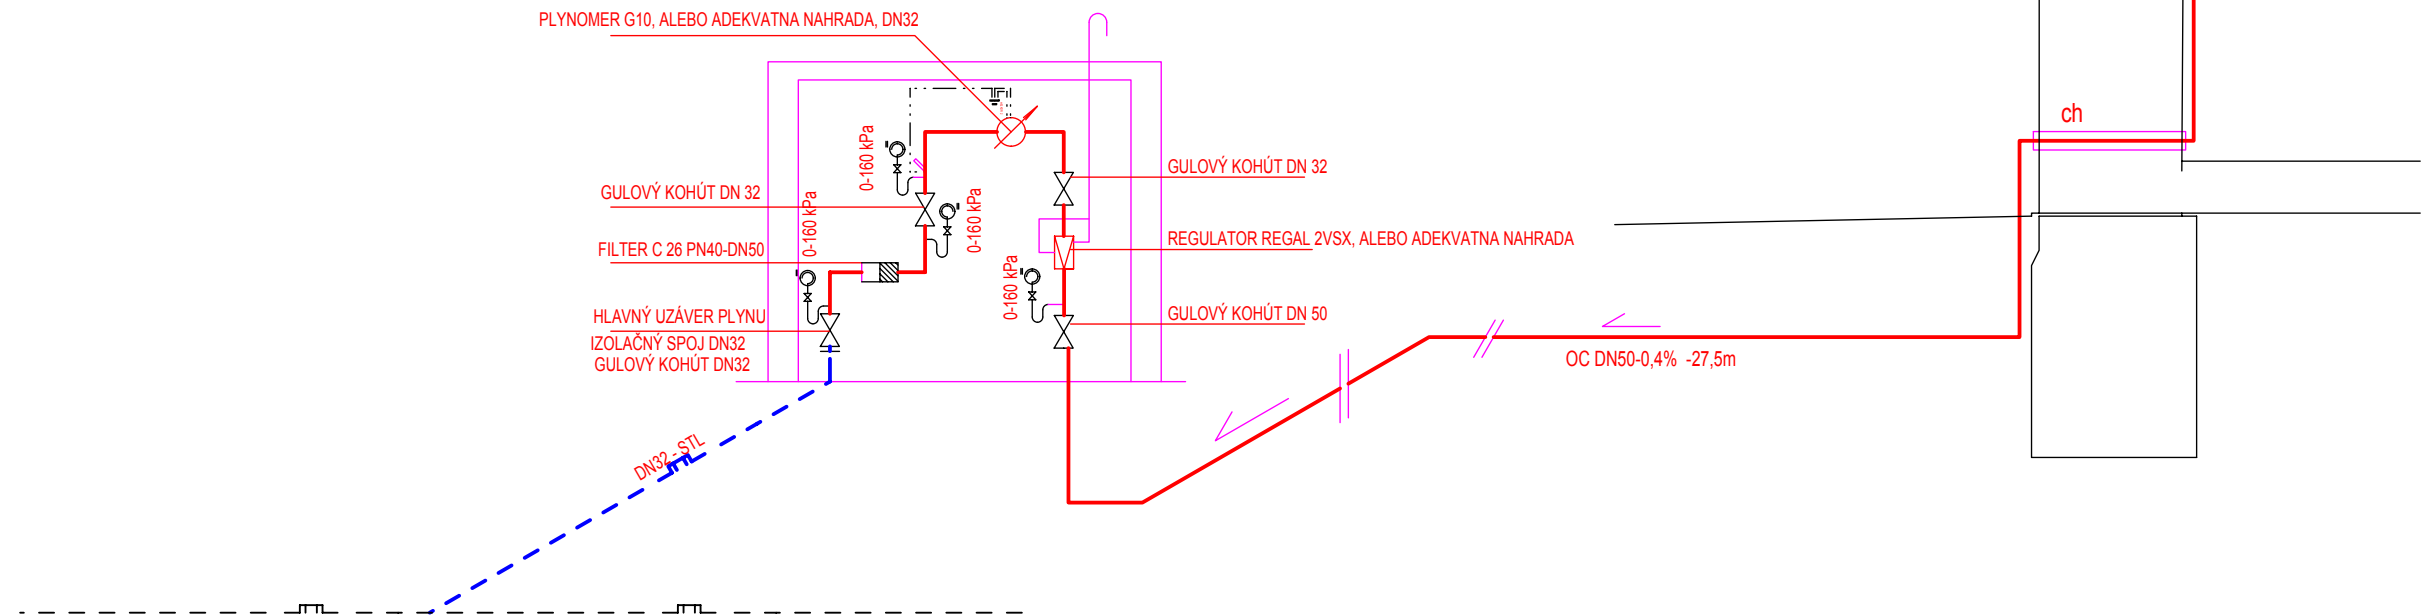 PLYNOMER G10, ALEBO ADEKVATNA NAHRADA, DN32
ch
0-160 kPa
GULOVÝ KOHÚT DN 32
GULOVÝ KOHÚT DN 32
0-160 kPa
0-160 kPa
FILTER C 26 PN40-DN50
REGULATOR REGAL 2VSX, ALEBO ADEKVATNA NAHRADA
0-160 kPa
HLAVNÝ UZÁVER PLYNU
GULOVÝ KOHÚT DN 50
IZOLAČNÝ SPOJ DN32
GULOVÝ KOHÚT DN32
OC DN50-0,4% -27,5m
DN32 - STL